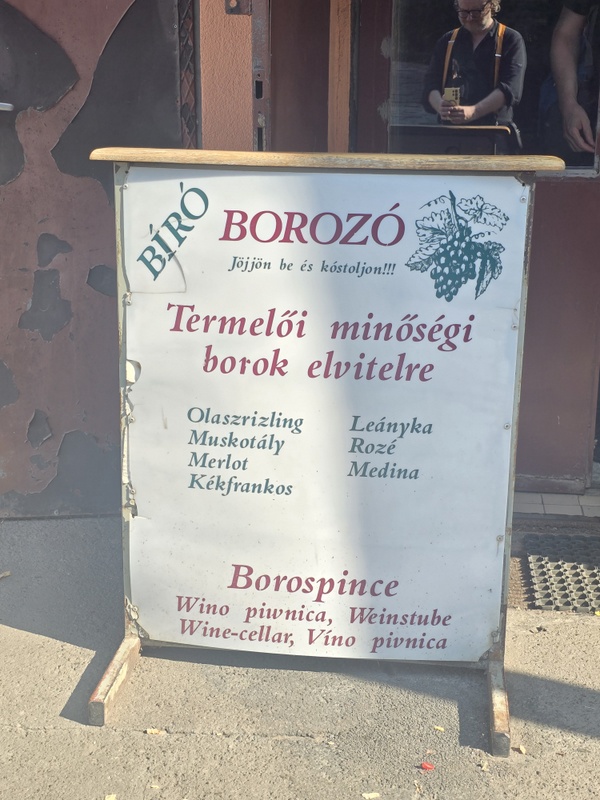 BÍRÓ
BOROZÓ
Jöjjön be és kóstoljon!!!
Termelői minőségi
borok elvitelre
Olaszrizling
Muskotály
Merlot
Kékfrankos
Leányka
Rozé
Medina
Borospince
Wino piwnica, Weinstube
Wine-cellar, Víno pivnica